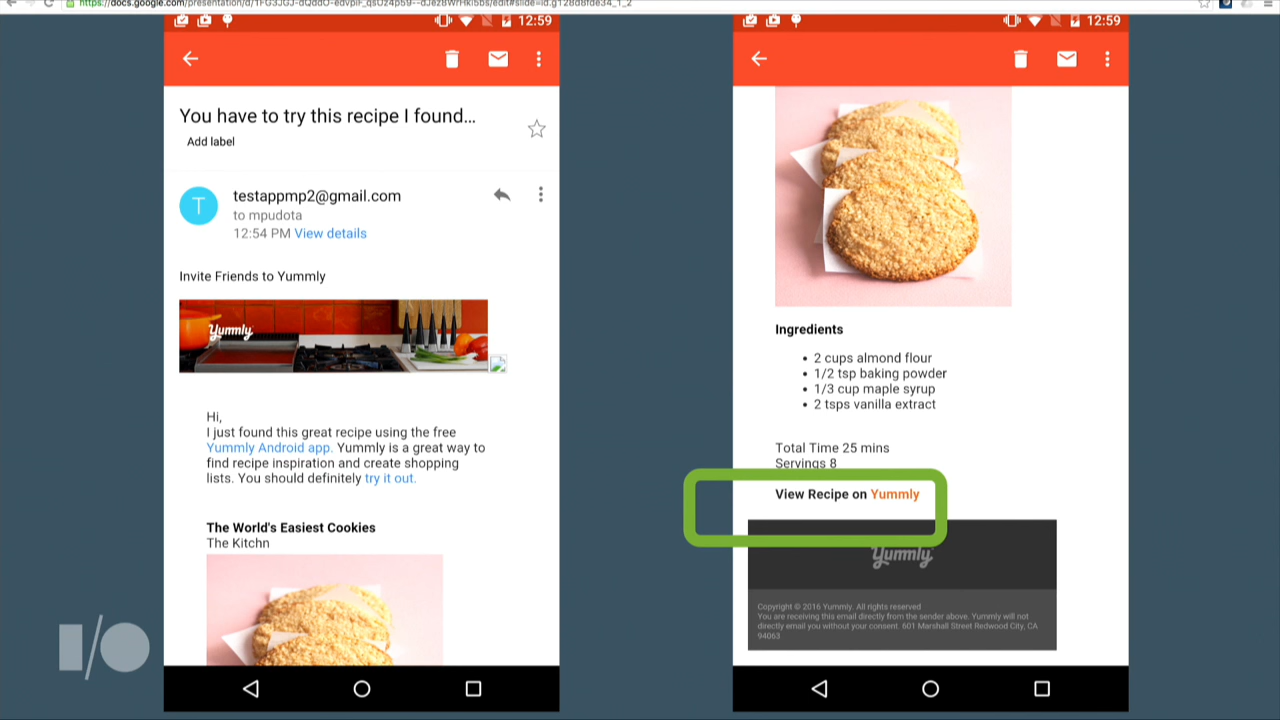 12:59
You have to try this recipe I found…
Add label
T
testappmp2@gmail.com
to mpudota
12:54 PM View details
Invite Friends to Yummly
Yummly
Hi,
I just found this great recipe using the free
Yummly Android app. Yummly is a great way to
find recipe inspiration and create shopping
lists. You should definitely try it out.
The World's Easiest Cookies
The Kitchn
I/O
12:59
Ingredients
• 2 cups almond flour
• 1/2 tsp baking powder
• 1/3 cup maple syrup
• 2 tsps vanilla extract
Total Time 25 mins
Servings 8
View Recipe on Yummly
Yummly
Copyright © 2016 Yummly. All rights reserved
You are receiving this email directly from the sender above. Yummly will not
directly email you without your consent. 601 Marshall Street Redwood City, CA
94063